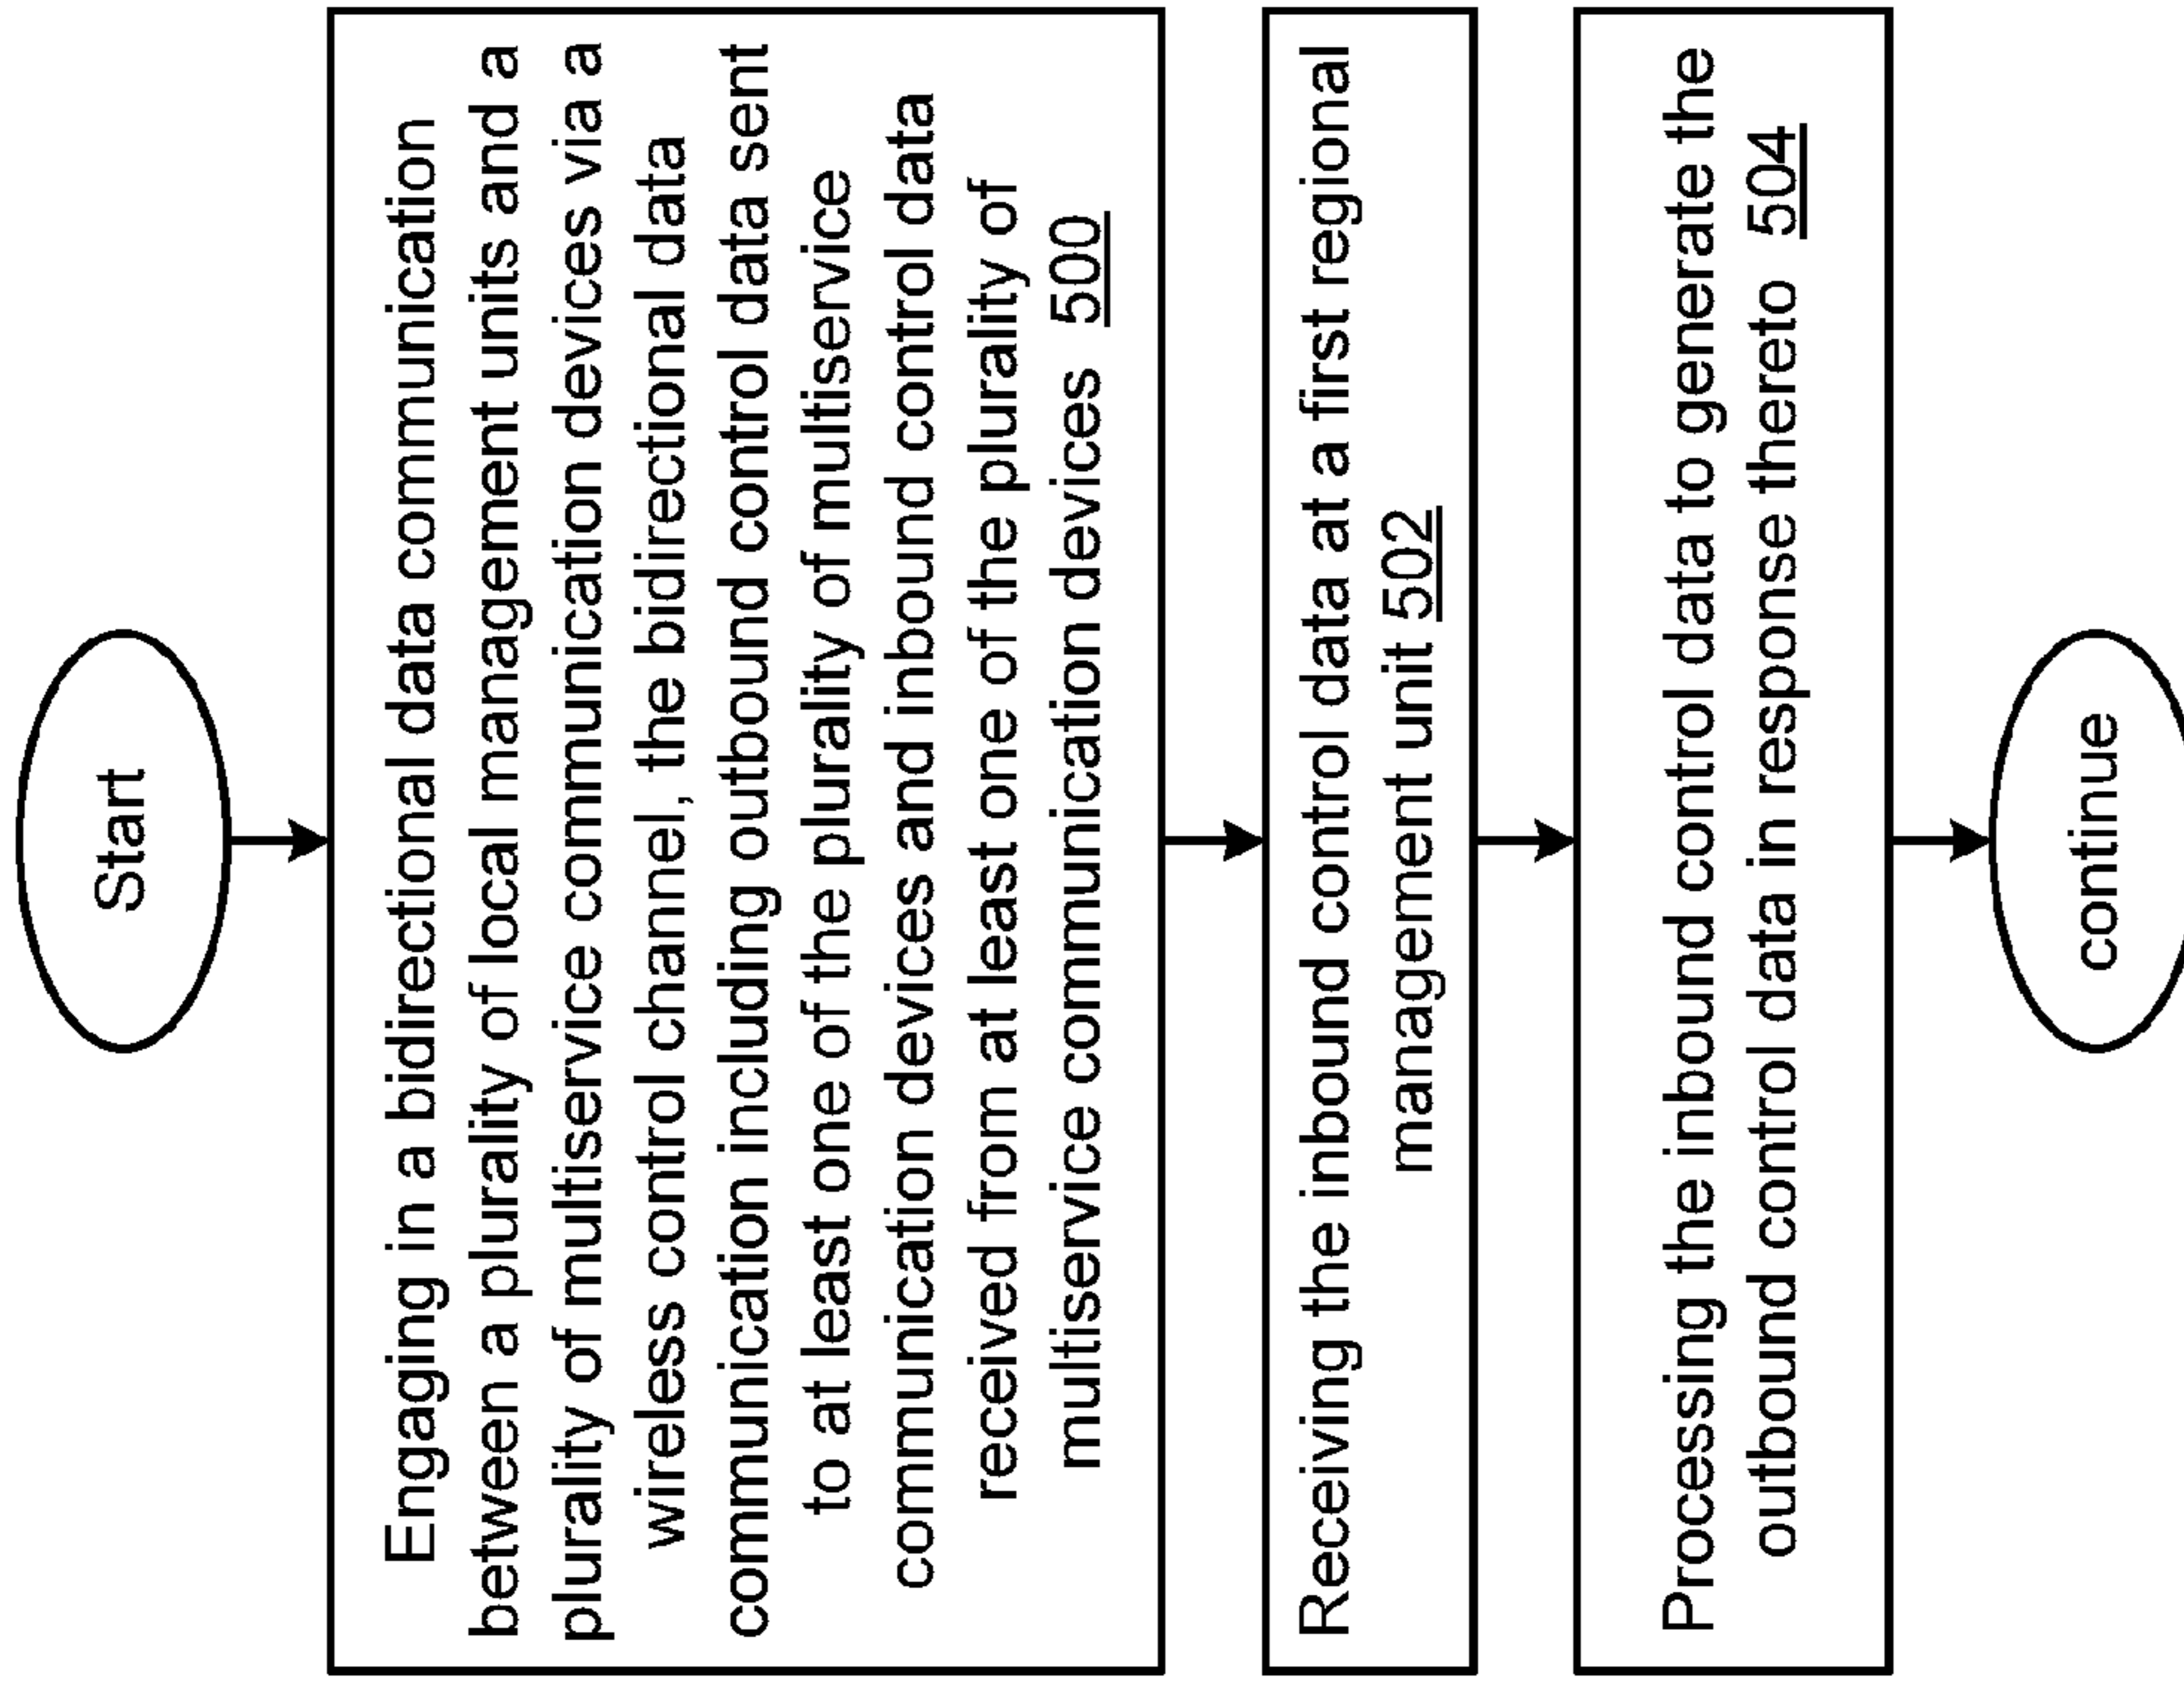 Start
Engaging in a bidirectional data communication
between a plurality of local management units and a
plurality of multiservice communication devices via a
wireless control channel, the bidirectional data
communication including outbound control data sent
to at least one of the plurality of multiservice
communication devices and inbound control data
received from at least one of the plurality of
multiservice communication devices 500
Receiving the inbound control data at a first regional
management unit 502
Processing the inbound control data to generate the
outbound control data in response thereto 504
continue